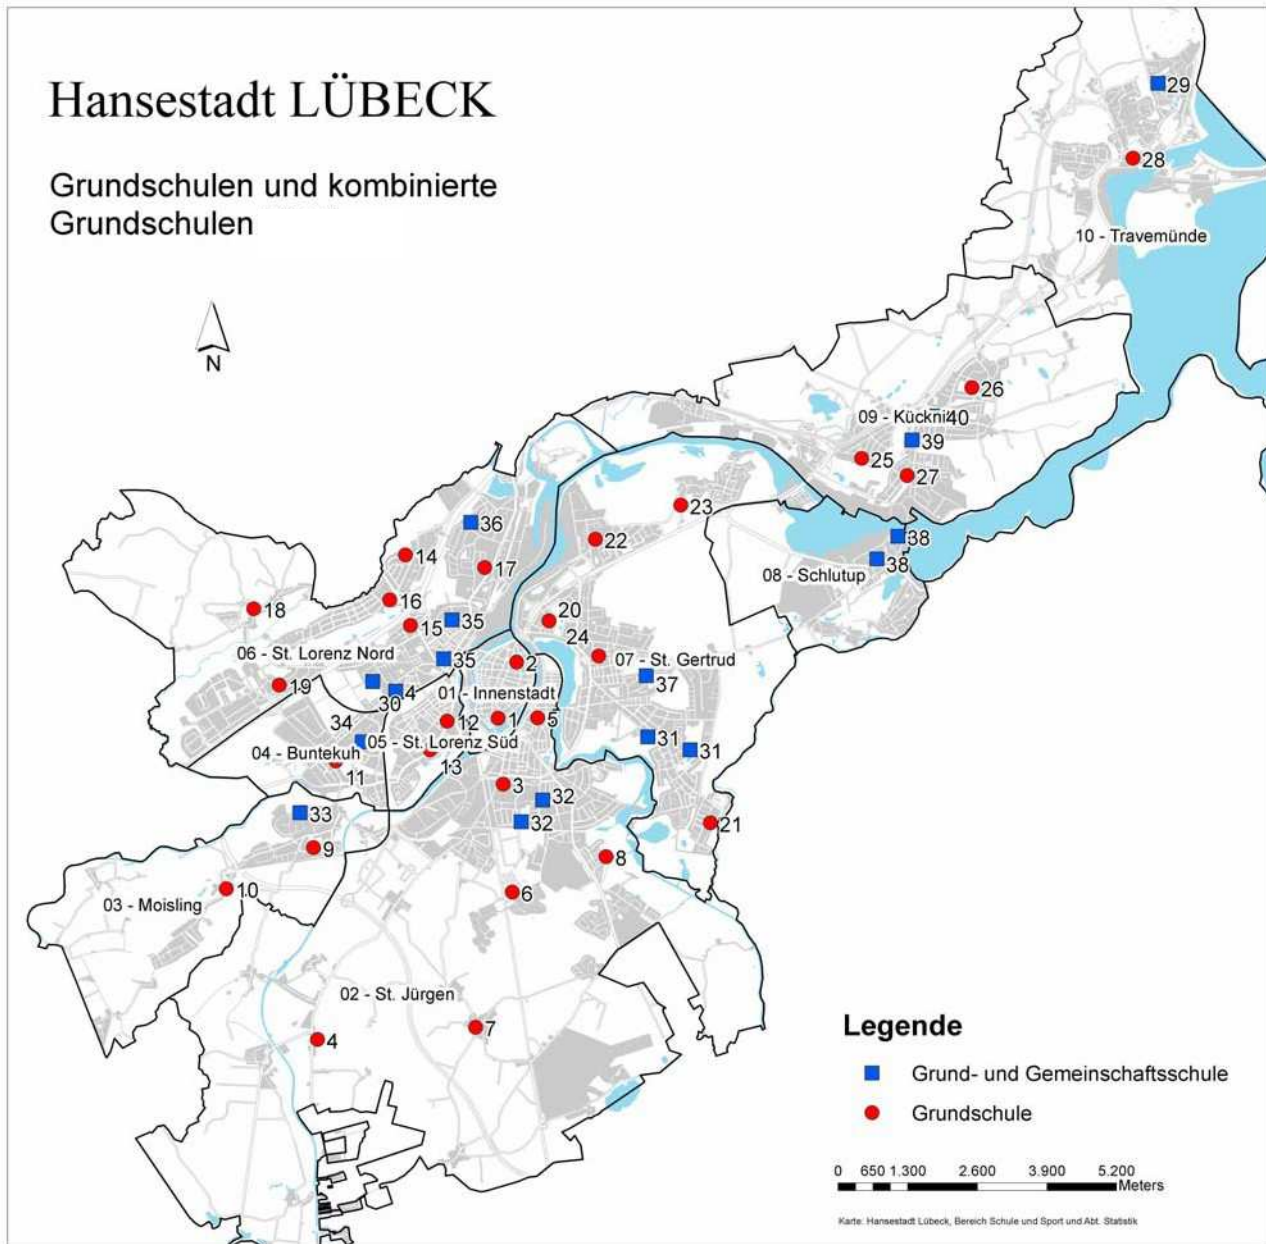 Hansestadt LÜBECK
Grundschulen und kombinierte
Grundschulen
N
29
28
10 - Travemünde
26
09 - Kückni
40
39
25
27
23
36
38
22
14
38
17
08 - Schlutup
16
18
20
35
15
24
06 - St. Lorenz Nord
07 - St. Gertrud
35
2
37
19
4
01 - Innenstadt
30
34
12
1
5
05 - St. Lorenz Süd
31
31
04 - Buntekuh
13
11
3
32
33
32
21
9
8
10
6
03 - Moisling
02 - St. Jürgen
7
4
Legende
Grund- und Gemeinschaftsschule
Grundschule
0 650 1.300 2.600 3.900 5.200
Meters
Karte: Hansestadt Lübeck, Bereich Schule und Sport und Abt. Statistik